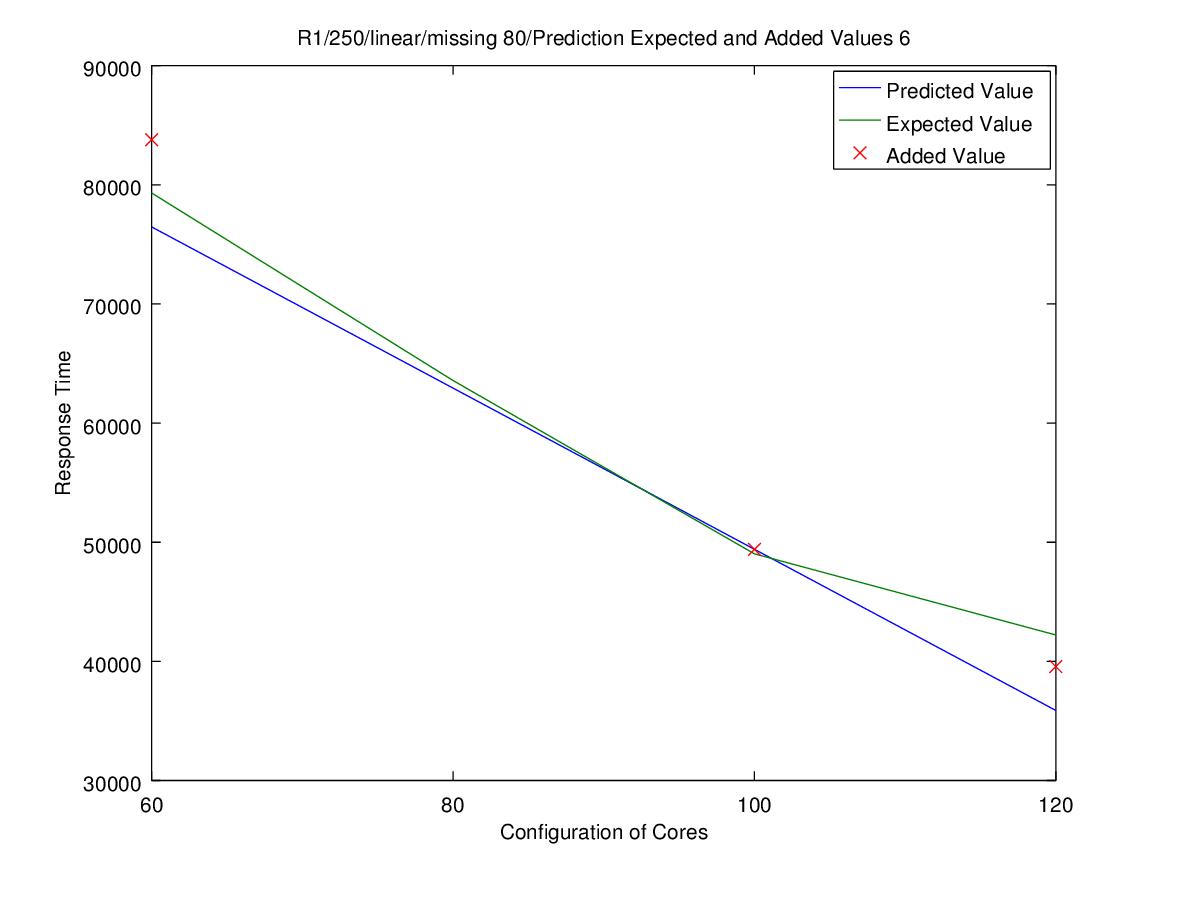 R1/250/linear/missing 80/Prediction Expected and Added Values 6
90000
80000
70000
60000
50000
40000
30000
Response Time
Predicted Value
Expected Value
Added Value
60 80 100 120
Configuration of Cores